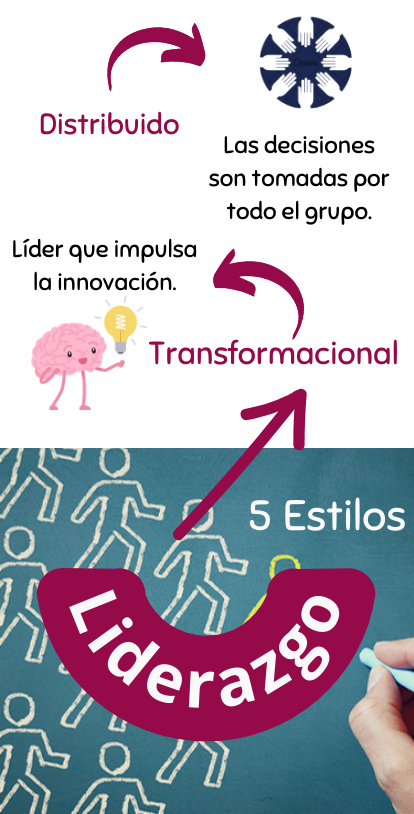 Distribuido
Las decisiones
son tomadas por
todo el grupo.
Líder que impulsa
la innovación.
Transformacional
5 Estilos
Liderazgo